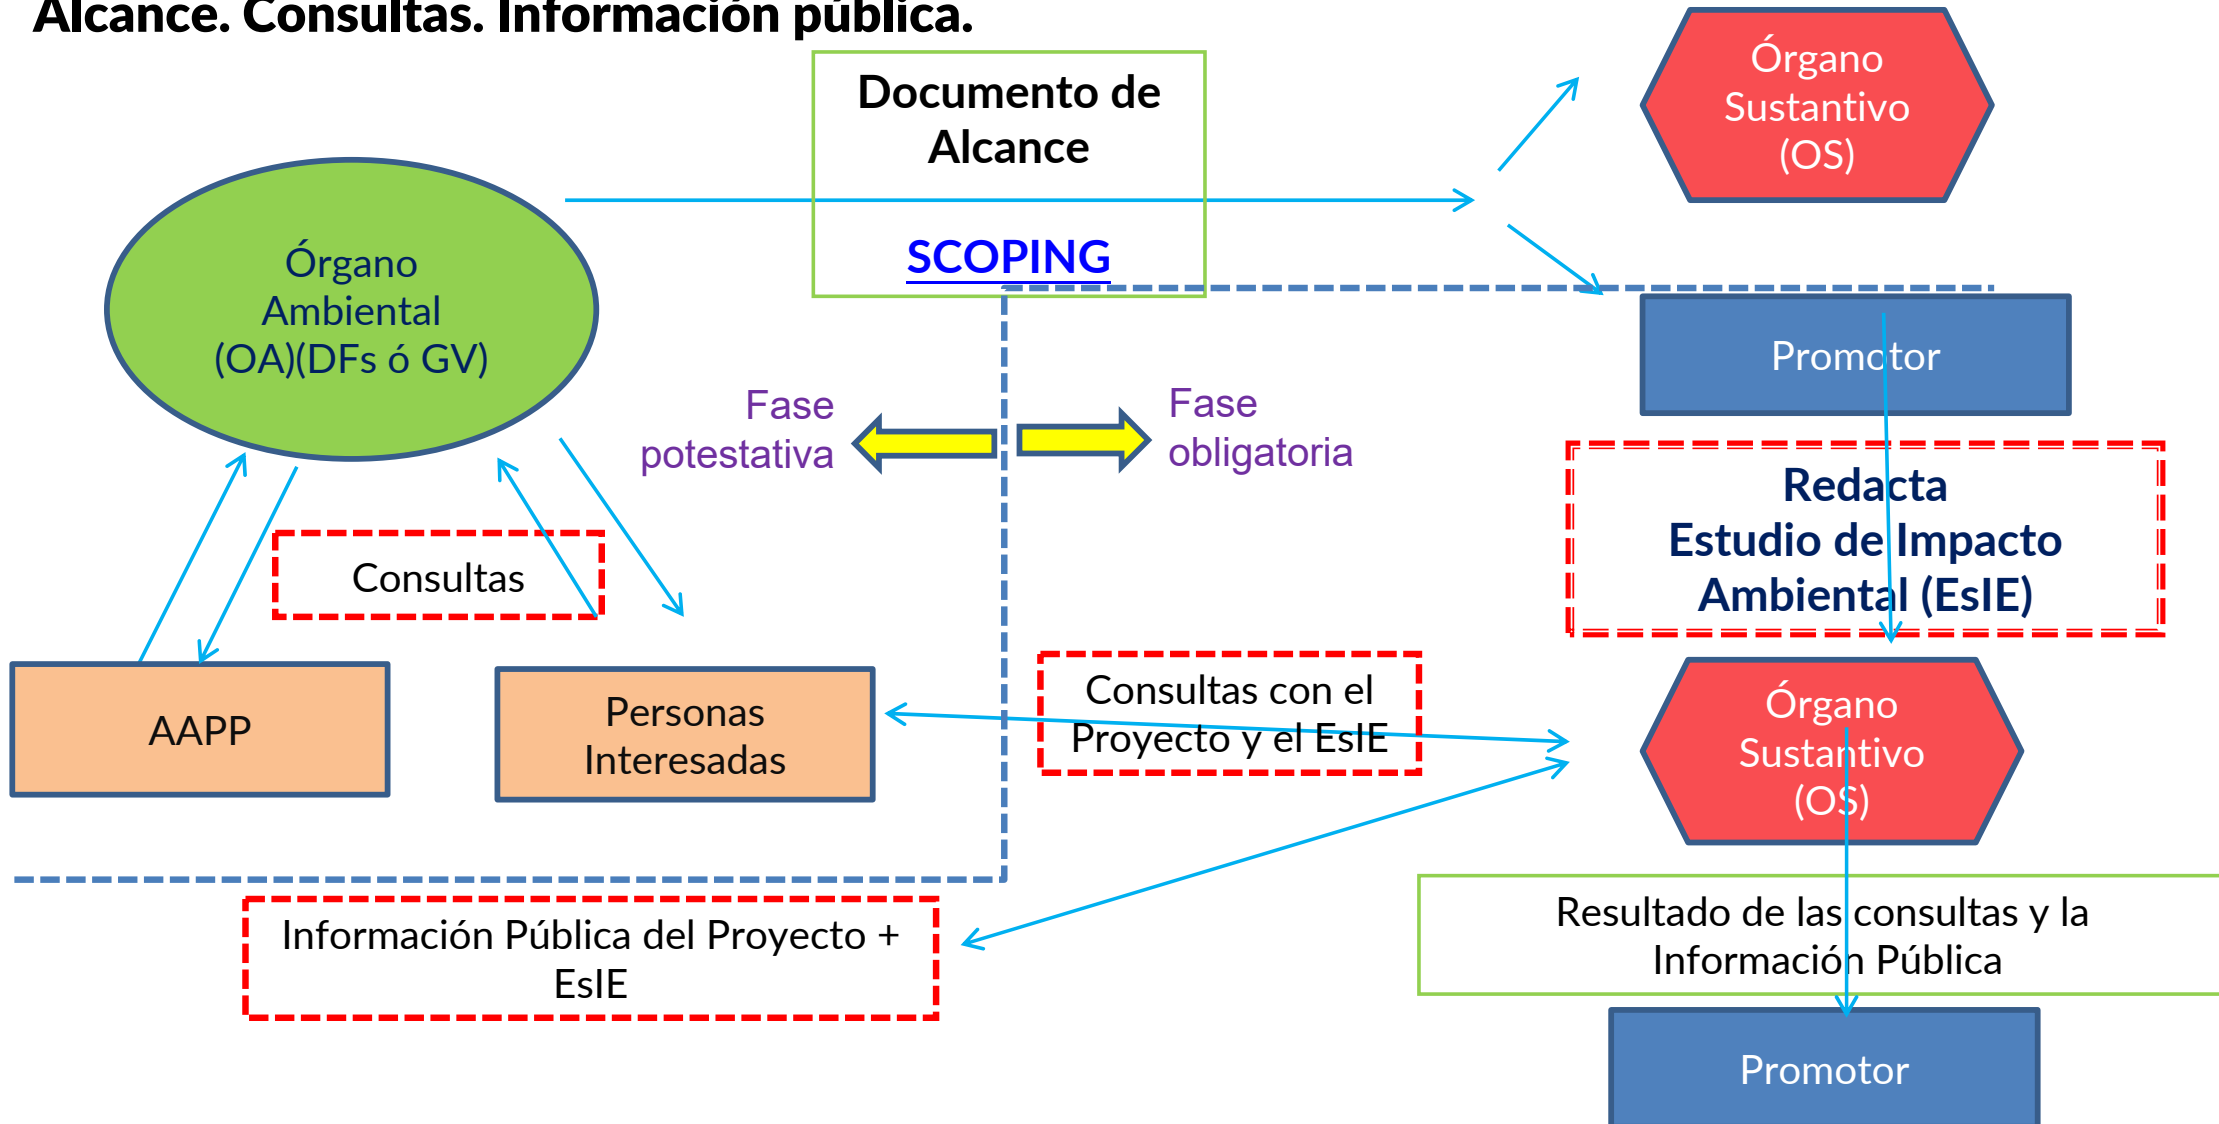 Alcance. Consultas. Información pública.
Documento de
Alcance
SCOPING
Órgano
Sustantivo
(OS)
Órgano
Ambiental
(OA)(DFs ó GV)
Promotor
Fase
potestativa
Fase
obligatoria
Redacta
Estudio de Impacto
Ambiental (EsIE)
Consultas
AAPP
Personas
Interesadas
Consultas con el
Proyecto y el EsIE
Órgano
Sustantivo
(OS)
Información Pública del Proyecto +
EsIE
Resultado de las consultas y la
Información Pública
Promotor